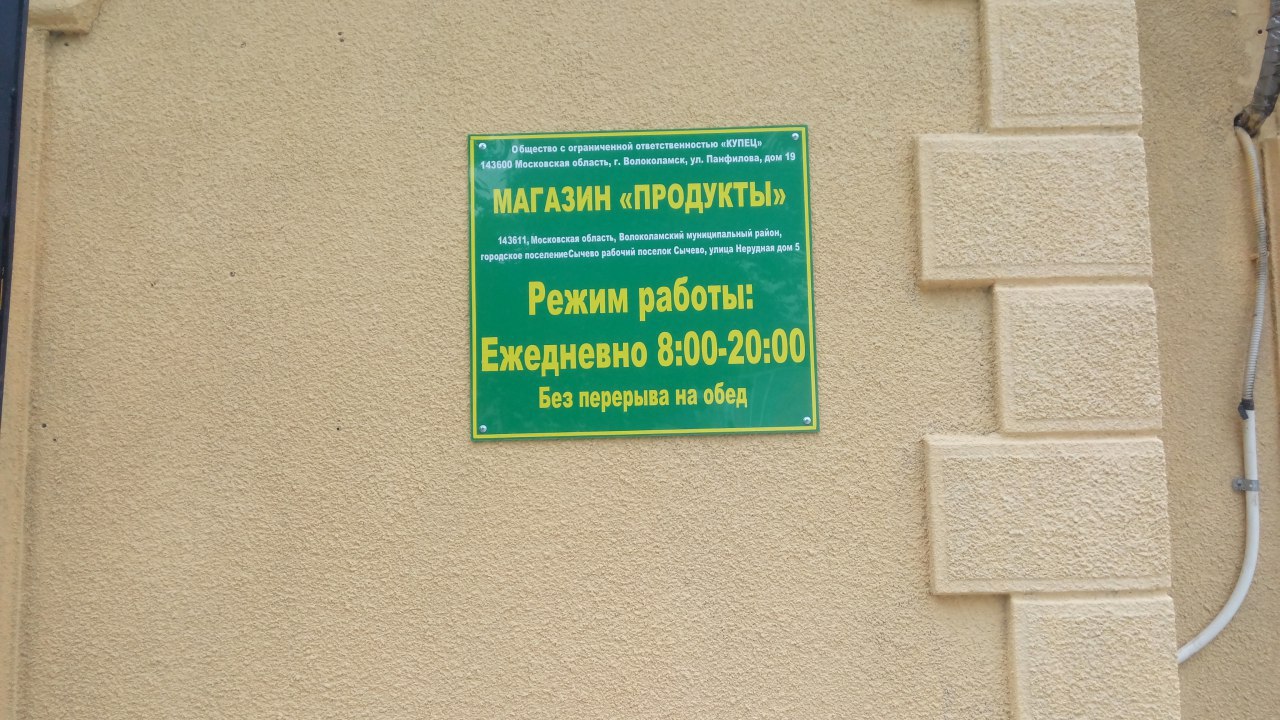 Общество с ограниченной ответственностью «КУПЕЦ»
143600 Московская область, г. Волоколамск, ул. Панфилова, дом 19
МАГАЗИН «ПРОДУКТЫ»
143611, Московская область, Волоколамский муниципальный район,
городское поселениеСычево рабочий поселок Сычево, улица Нерудная дом 5
Режим работы:
Ежедневно 8:00-20:00
Без перерыва на обед